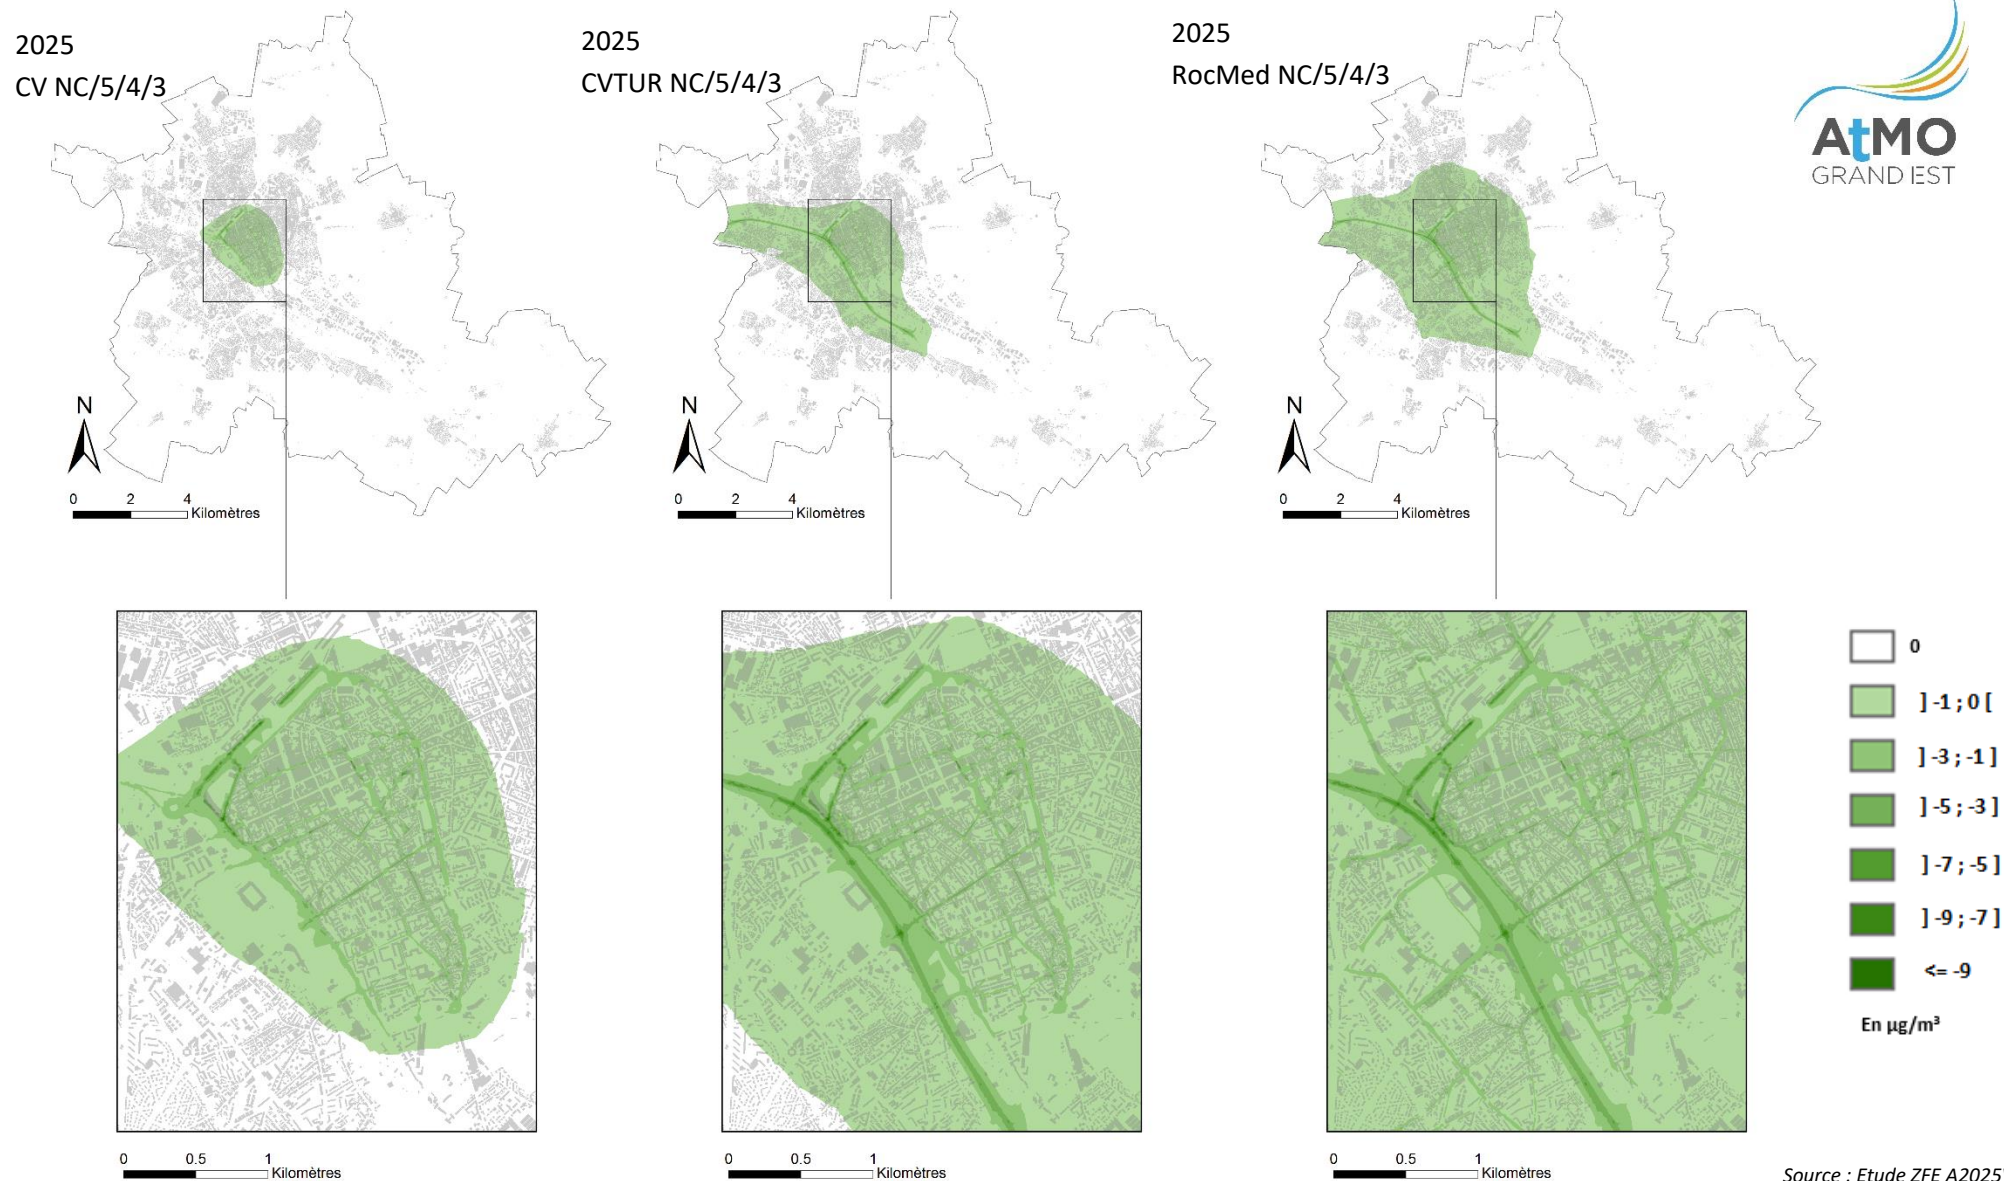 2025
CV NC/5/4/3
2025
CVTUR NC/5/4/3
2025
RocMed NC/5/4/3
AtMO
GRAND EST
N
0 2 4
Kilomètres
N
0 2 4
Kilomètres
N
0 2 4
Kilomètres
0
] -1 ; 0 [
] -3 ; -1 ]
] -5 ; -3 ]
] -7 ; -5 ]
] -9 ; -7 ]
<= -9
En µg/m³
0 0.5 1
Kilomètres
0 0.5 1
Kilomètres
0 0.5 1
Kilomètres
Source : Etude ZFE A2025